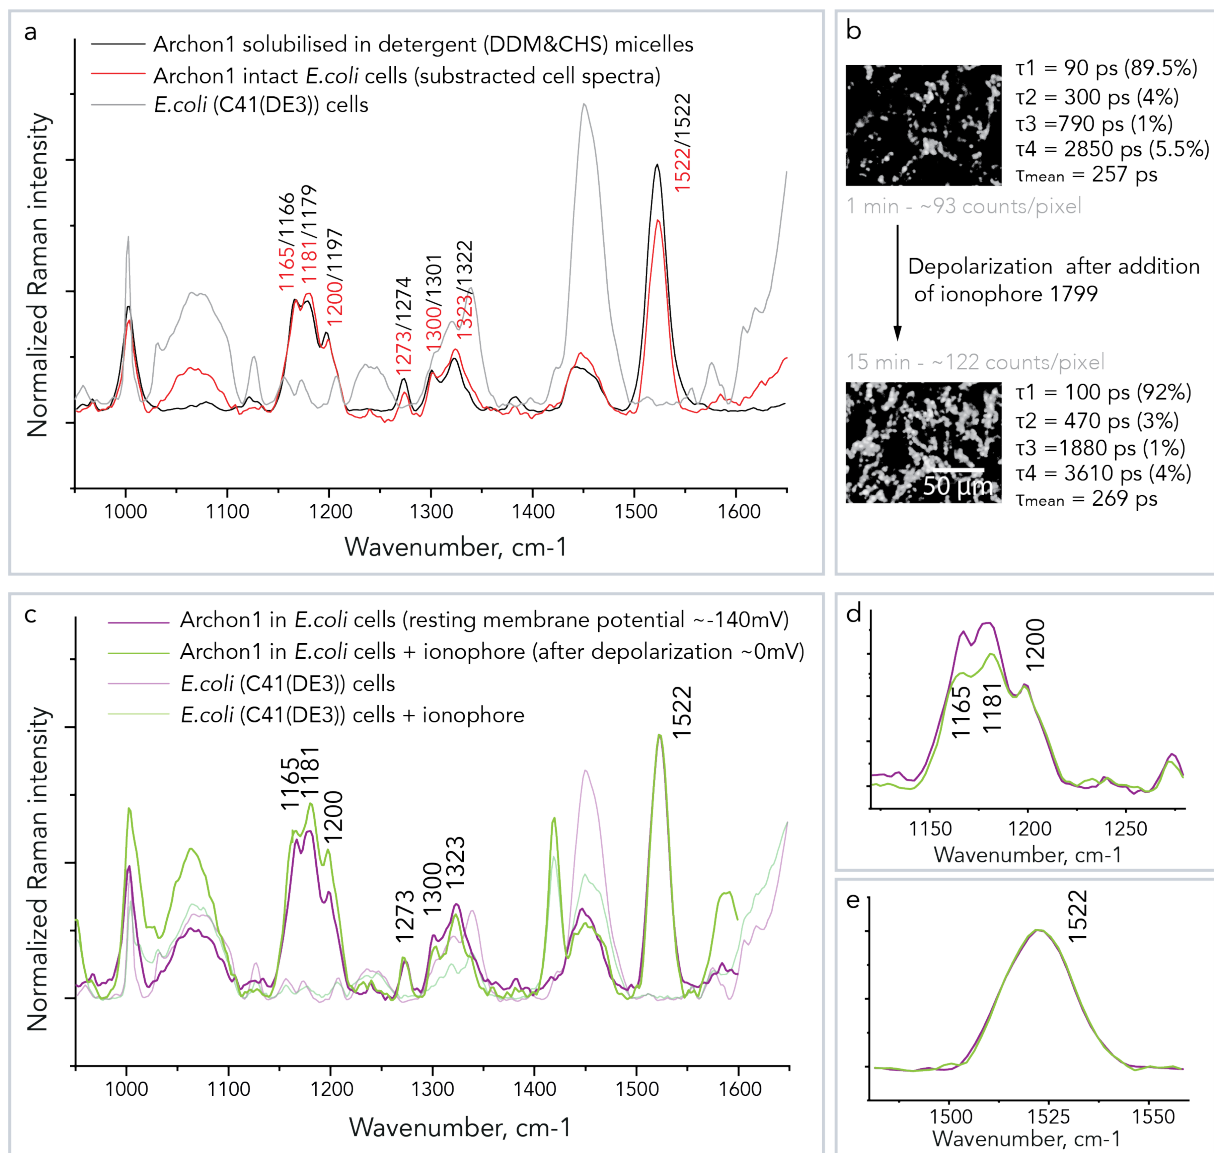 a
Archon1 solubilised in detergent (DDM&CHS) micelles
Archon1 intact E.coli cells (substracted cell spectra)
E.coli (C41(DE3)) cells
Normalized Raman intensity
1165/1166
1181/1179
1200/1197
1273/1274
1300/1301
1323/1322
1522/1522
1000 1100 1200 1300 1400 1500 1600
Wavenumber, cm-1
b
τ1 = 90 ps (89.5%)
τ2 = 300 ps (4%)
τ3 =790 ps (1%)
τ4 = 2850 ps (5.5%)
τmean = 257 ps
1 min - ~93 counts/pixel
Depolarization after addition
of ionophore 1799
15 min - ~122 counts/pixel
τ1 = 100 ps (92%)
τ2 = 470 ps (3%)
τ3 =1880 ps (1%)
τ4 = 3610 ps (4%)
τmean = 269 ps
50 µm
c
Archon1 in E.coli cells (resting membrane potential ~-140mV)
Archon1 in E.coli cells + ionophore (after depolarization ~0mV)
E.coli (C41(DE3)) cells
E.coli (C41(DE3)) cells + ionophore
Normalized Raman intensity
1165
1181
1200
1273
1300
1323
1522
1000 1100 1200 1300 1400 1500 1600
Wavenumber, cm-1
d
1165
1181
1200
1150 1200 1250
Wavenumber, cm-1
e
1522
1500 1525 1550
Wavenumber, cm-1